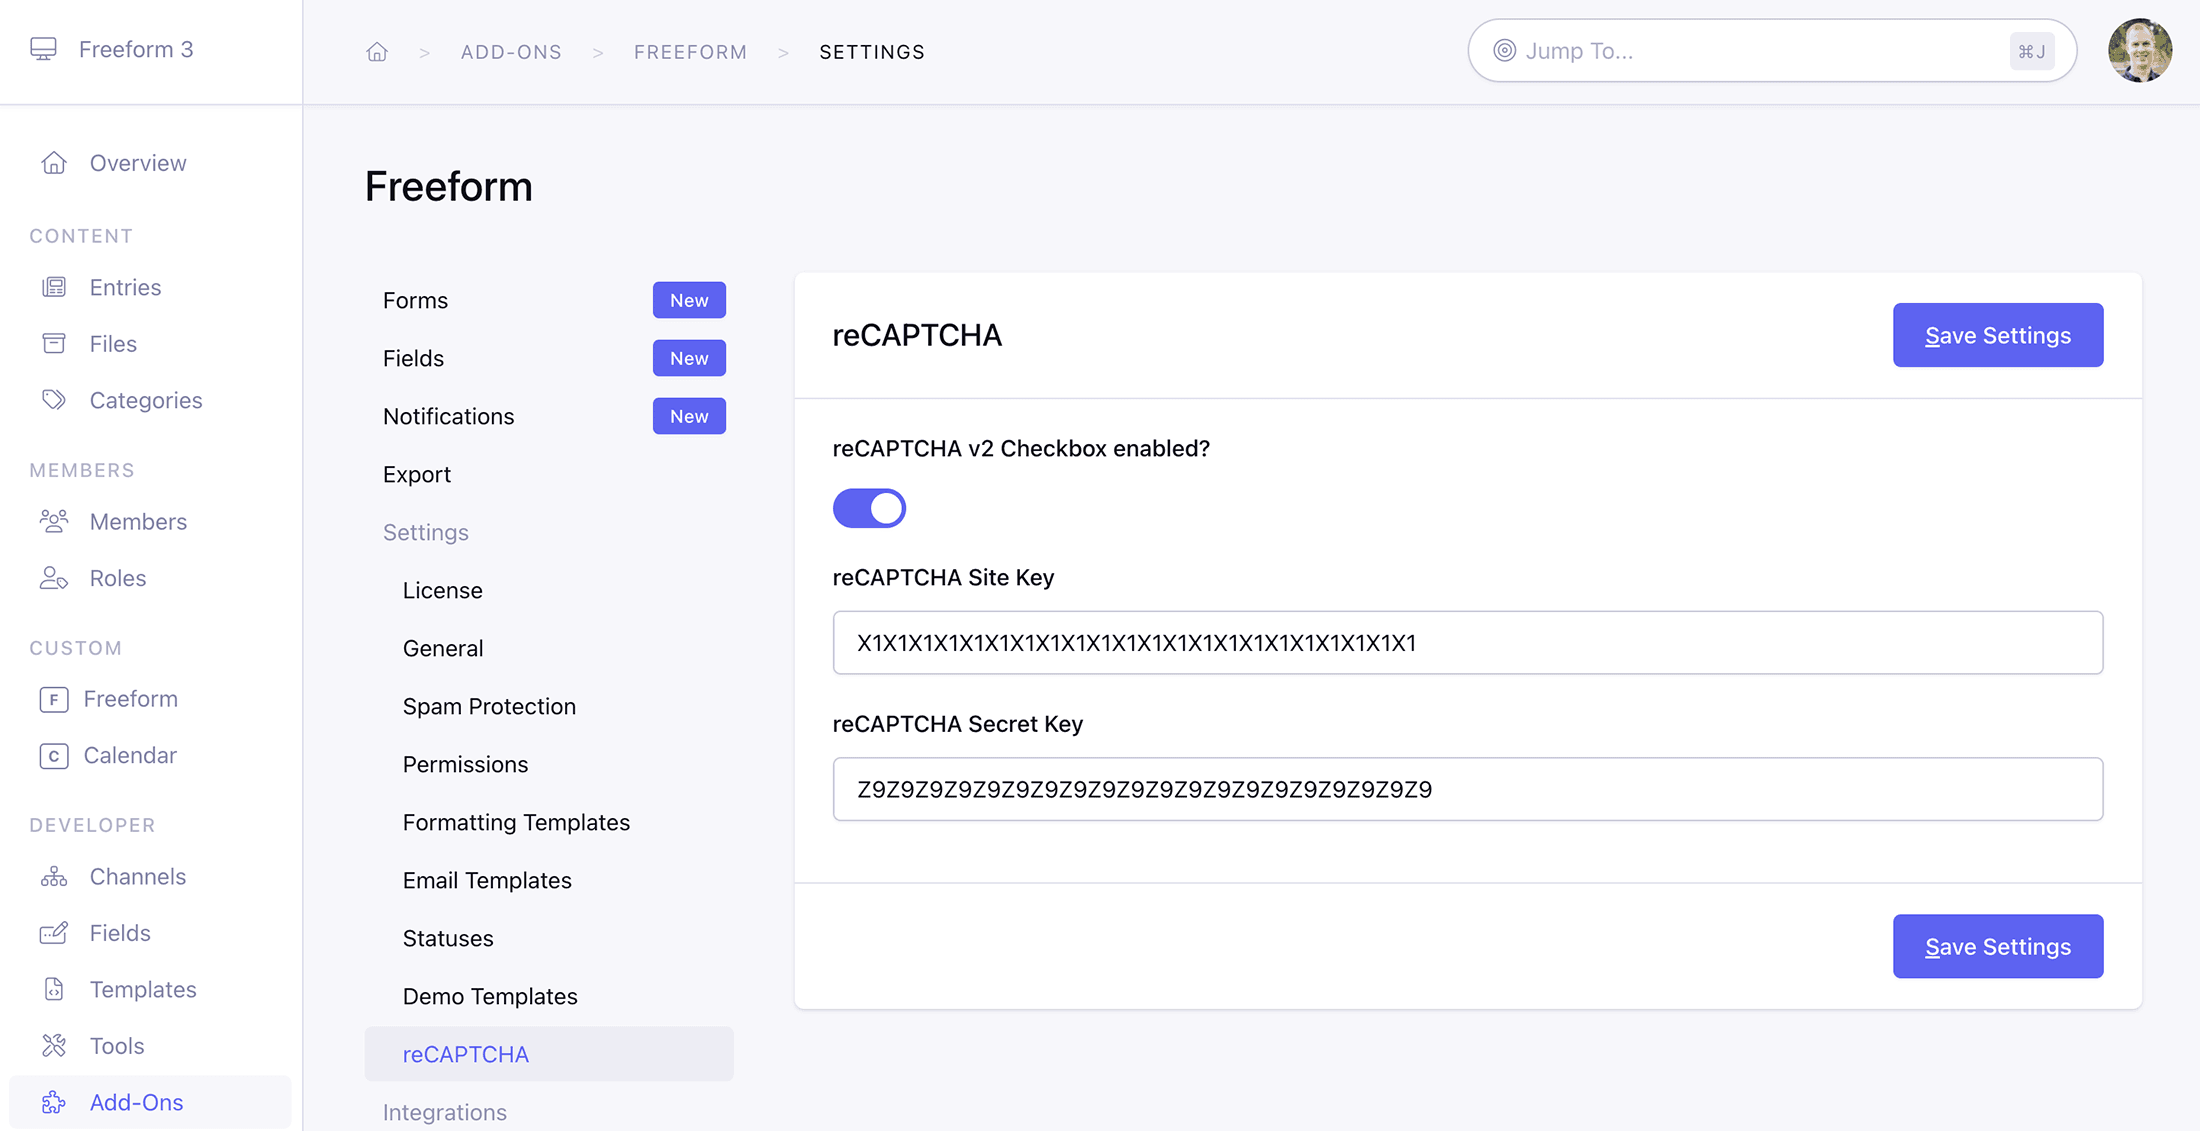 Freeform 3
> ADD-ONS > FREEFORM > SETTINGS
Jump To...
⌘J
Overview
CONTENT
Entries
Files
Categories
MEMBERS
Members
Roles
CUSTOM
F Freeform
C Calendar
DEVELOPER
Channels
Fields
Templates
Tools
Add-Ons
Freeform
Forms New
Fields New
Notifications New
Export
Settings
License
General
Spam Protection
Permissions
Formatting Templates
Email Templates
Statuses
Demo Templates
reCAPTCHA
Integrations
reCAPTCHA
Save Settings
reCAPTCHA v2 Checkbox enabled?
reCAPTCHA Site Key
X1X1X1X1X1X1X1X1X1X1X1X1X1X1X1X1X1X1X1X1X1X1
reCAPTCHA Secret Key
Z9Z9Z9Z9Z9Z9Z9Z9Z9Z9Z9Z9Z9Z9Z9Z9Z9Z9Z9Z9
Save Settings